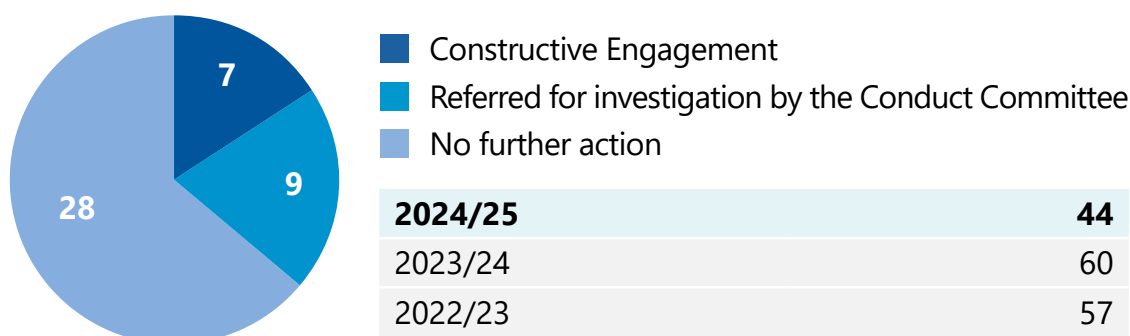 7
9
28
Constructive Engagement
Referred for investigation by the Conduct Committee
No further action
2024/25 44
2023/24 60
2022/23 57